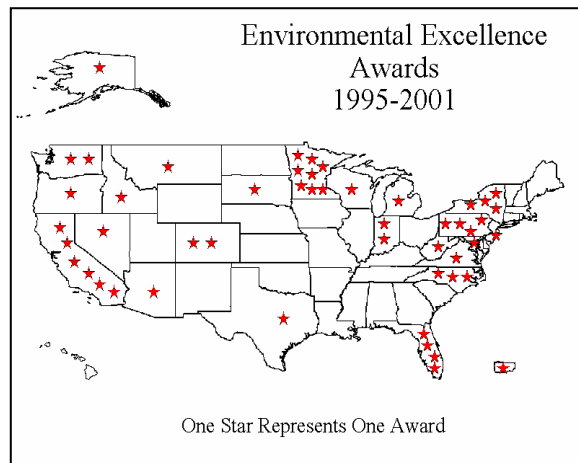 Environmental Excellence
Awards
1995-2001
One Star Represents One Award